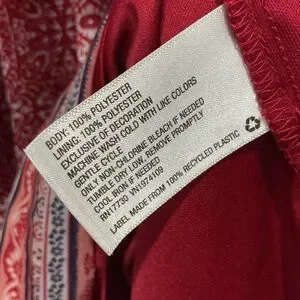 BODY: 100% POLYESTER
LINING: 100% POLYESTER
EXCLUSIVE OF DECORATION
MACHINE WASH COLD WITH LIKE COLORS
GENTLE CYCLE
ONLY NON-CHLORINE BLEACH IF NEEDED
TUMBLE DRY LOW. REMOVE PROMPTLY
COOL IRON IF NEEDED
RN17730 VN1974109
LABEL MADE FROM 100% RECYCLED PLASTIC